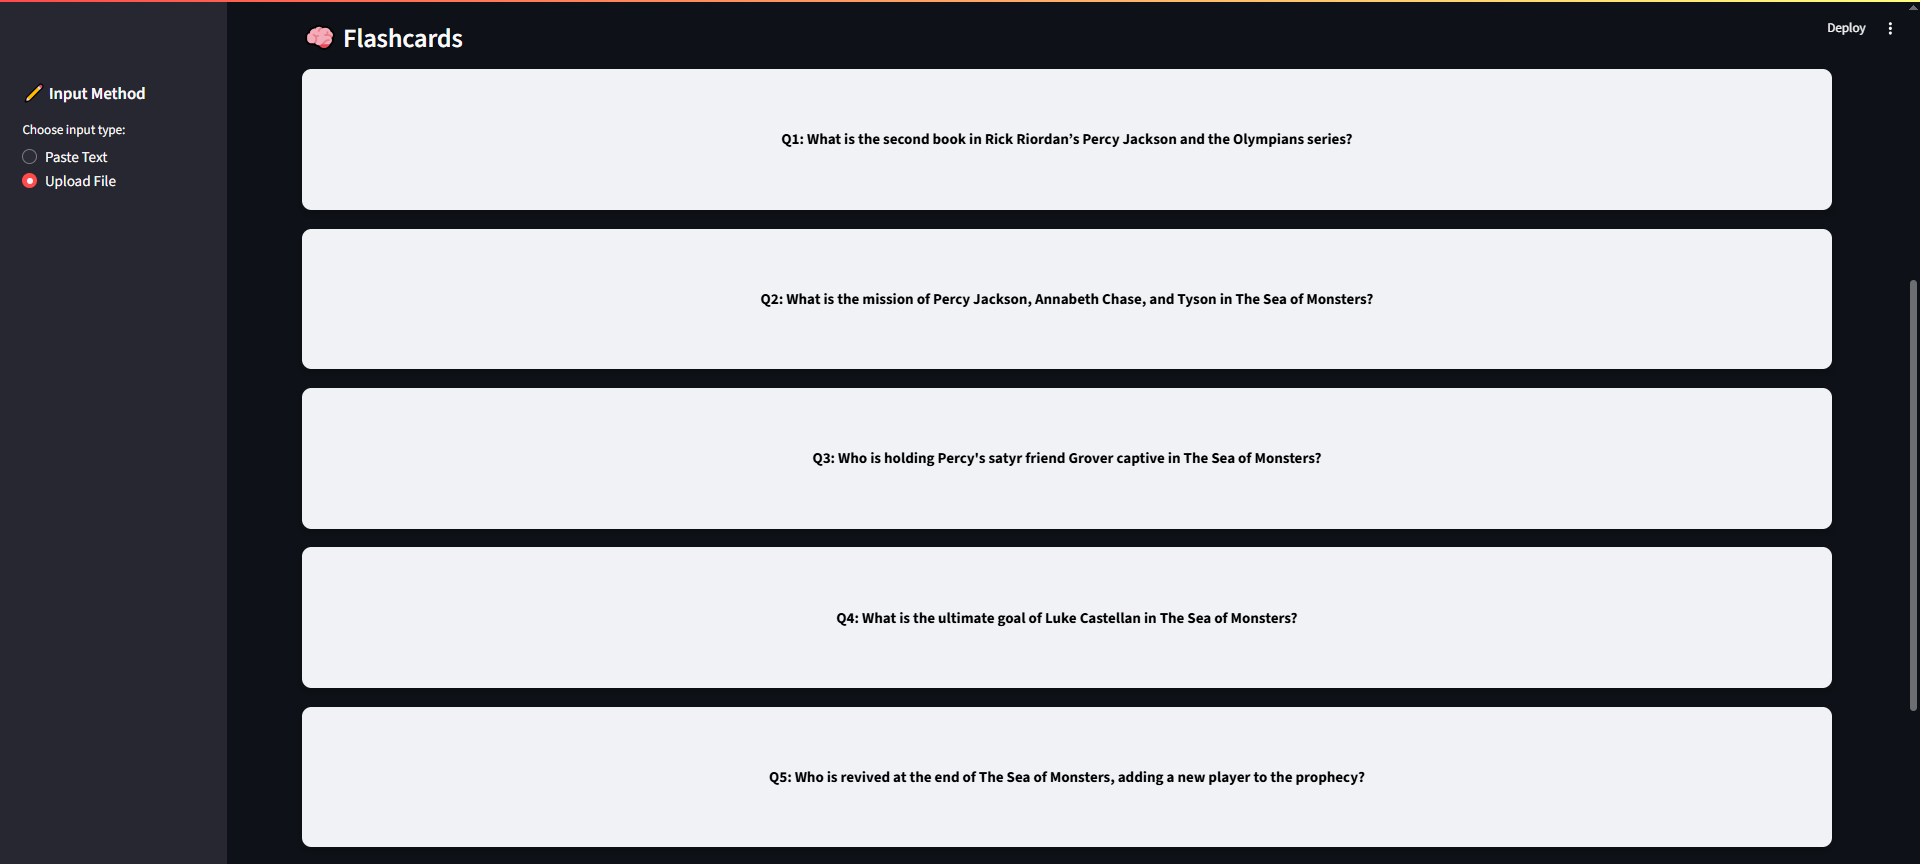 Deploy
🧠 Flashcards
✏️ Input Method
Choose input type:
Paste Text
Upload File
Q1: What is the second book in Rick Riordan’s Percy Jackson and the Olympians series?
Q2: What is the mission of Percy Jackson, Annabeth Chase, and Tyson in The Sea of Monsters?
Q3: Who is holding Percy's satyr friend Grover captive in The Sea of Monsters?
Q4: What is the ultimate goal of Luke Castellan in The Sea of Monsters?
Q5: Who is revived at the end of The Sea of Monsters, adding a new player to the prophecy?